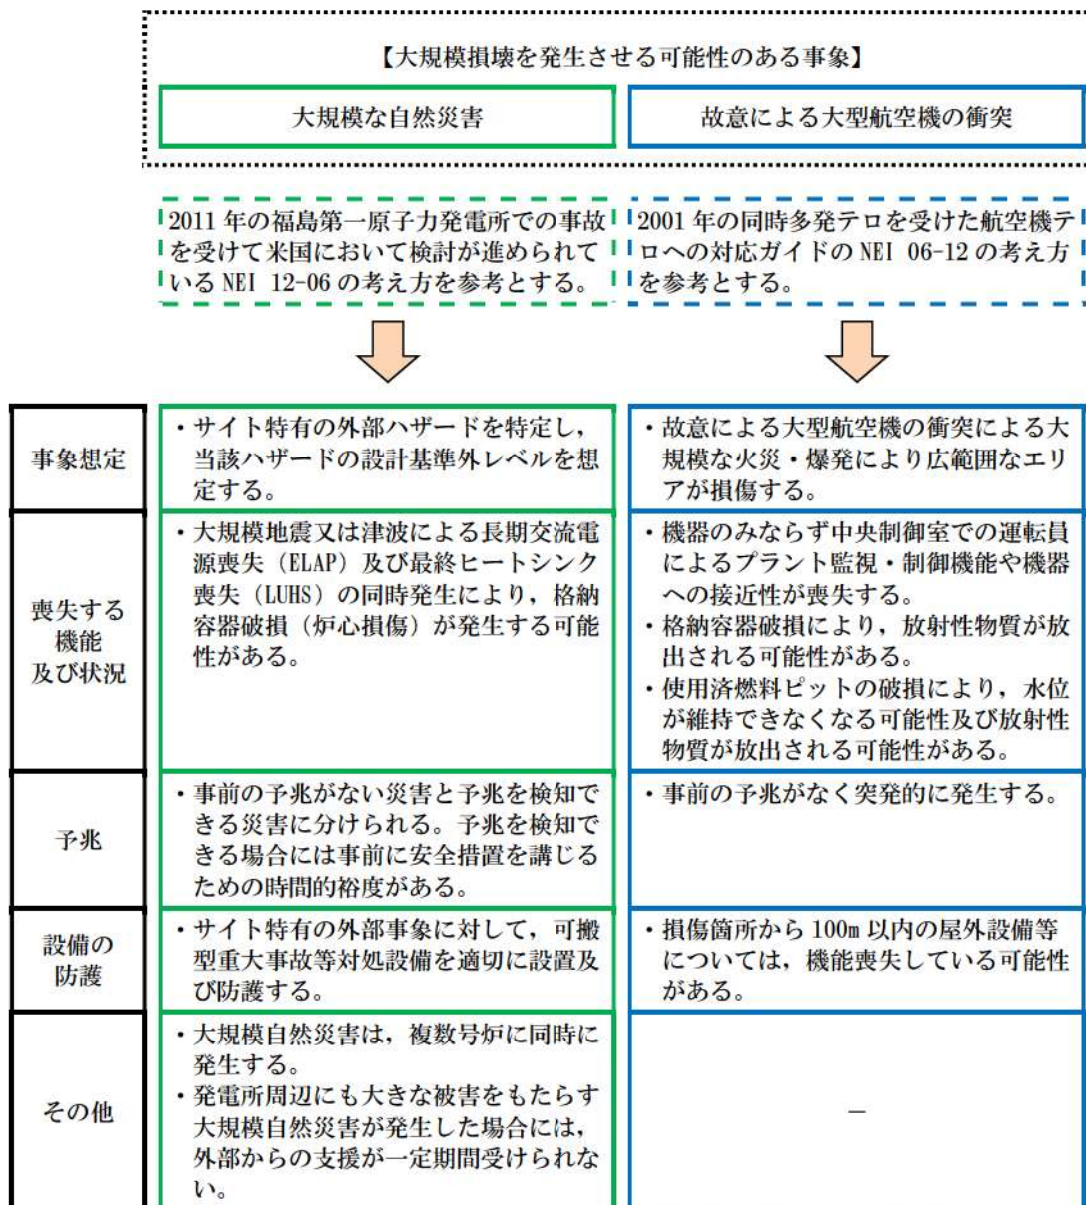 【大規模損壊を発生させる可能性のある事象】
大規模な自然災害
故意による大型航空機の衝突
2011 年の福島第一原子力発電所での事故
を受けて米国において検討が進められて
いる NEI 12-06 の考え方を参考とする。
2001 年の同時多発テロを受けた航空機テ
ロへの対応ガイドの NEI 06-12 の考え方
を参考とする。
事象想定
・サイト特有の外部ハザードを特定し，
当該ハザードの設計基準外レベルを想
定する。
・故意による大型航空機の衝突による大
規模な火災・爆発により広範囲なエリ
アが損傷する。
喪失する
機能
及び状況
・大規模地震又は津波による長期交流電
源喪失（ELAP）及び最終ヒートシンク
喪失（LUHS）の同時発生により，格納
容器破損（炉心損傷）が発生する可能
性がある。
・機器のみならず中央制御室での運転員
によるプラント監視・制御機能や機器
への接近性が喪失する。
・格納容器破損により，放射性物質が放
出される可能性がある。
・使用済燃料ピットの破損により，水位
が維持できなくなる可能性及び放射性
物質が放出される可能性がある。
予兆
・事前の予兆がない災害と予兆を検知で
きる災害に分けられる。予兆を検知で
きる場合には事前に安全措置を講じる
ための時間的裕度がある。
・事前の予兆がなく突発的に発生する。
設備の
防護
・サイト特有の外部事象に対して，可搬
型重大事故等対処設備を適切に設置及
び防護する。
・損傷箇所から 100m 以内の屋外設備等
については，機能喪失している可能性
がある。
その他
・大規模自然災害は，複数号炉に同時に
発生する。
・発電所周辺にも大きな被害をもたらす
大規模自然災害が発生した場合には，
外部からの支援が一定期間受けられな
い。
－